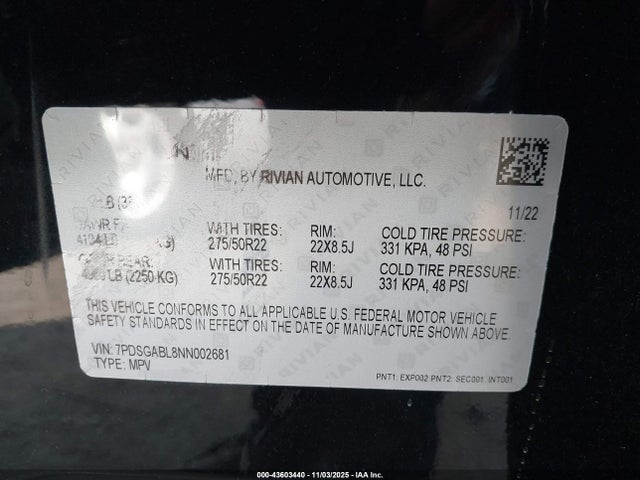 MFD, BY RIVIAN AUTOMOTIVE, LLC.
11/22
WITH TIRES: RIM: COLD TIRE PRESSURE:
275/50R22 22X8.5J 331 KPA, 48 PSI
REAR: WITH TIRES: RIM: COLD TIRE PRESSURE:
LB (2250 KG) 275/50R22 22X8.5J 331 KPA, 48 PSI
THIS VEHICLE CONFORMS TO ALL APPLICABLE U.S. FEDERAL MOTOR VEHICLE
SAFETY STANDARDS IN EFFECT ON THE DATE OF MANUFACTURE SHOWN ABOVE.
VIN: 7PDSGABL8NN002681
TYPE: MPV
PNT1: EXP002 PNT2: SEC001 INT001
000-43603440 - 11/03/2025 - IAA Inc.